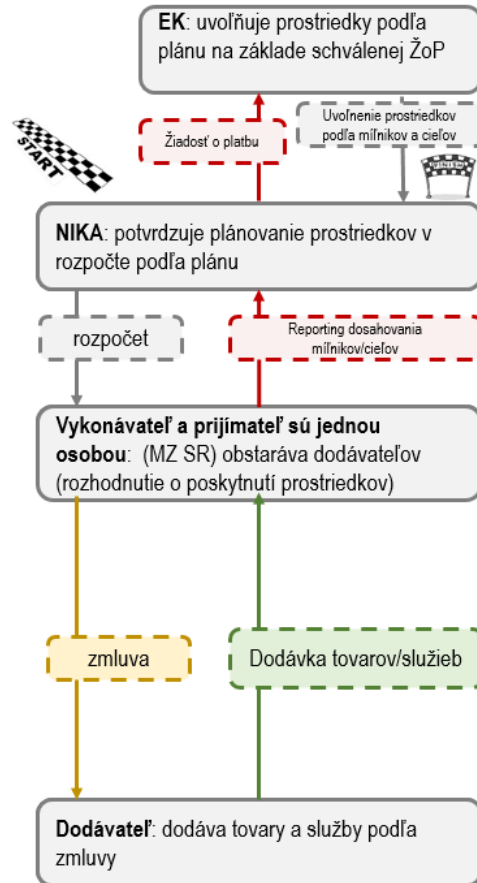 EK: uvoľňuje prostriedky podľa
plánu na základe schválenej ŽoP
Žiadosť o platbu
Uvoľnenie prostriedkov
podľa míľnikov a cieľov
START
FINISH
NIKA: potvrdzuje plánovanie prostriedkov v
rozpočte podľa plánu
rozpočet
Reporting dosahovania
míľnikov/cieľov
Vykonávateľ a prijímateľ sú jednou
osobou: (MZ SR) obstaráva dodávateľov
(rozhodnutie o poskytnutí prostriedkov)
zmluva
Dodávka tovarov/služieb
Dodávateľ: dodáva tovary a služby podľa
zmluvy